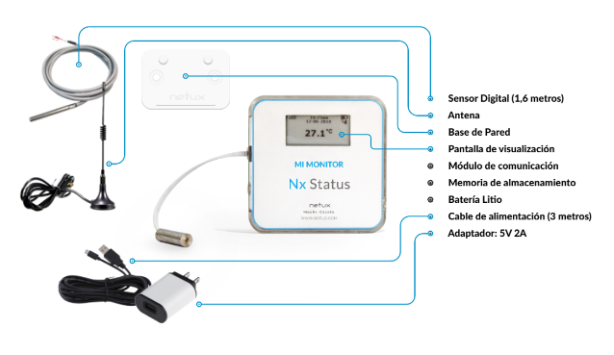 netux
27.1°C
MI MONITOR
Nx Status
netux
Sensor Digital (1,6 metros)
Antena
Base de Pared
Pantalla de visualización
Módulo de comunicación
Memoria de almacenamiento
Batería Litio
Cable de alimentación (3 metros)
Adaptador: 5V 2A